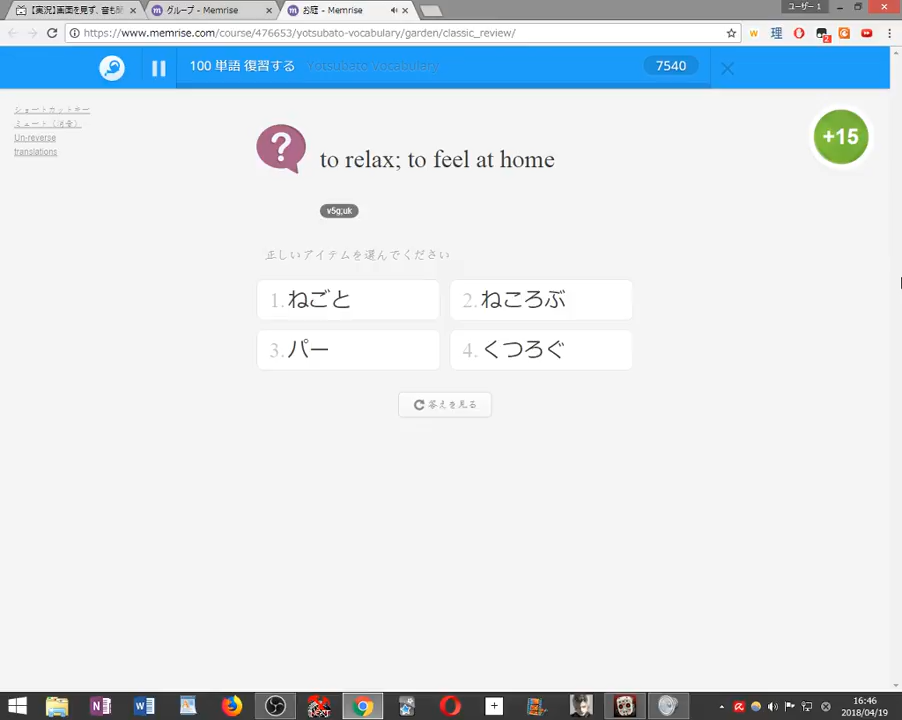 【実況】画面を見ず、音も
グループ - Memrise
お庭 - Memrise
ユーザー 1
https://www.memrise.com/course/476653/yotsubato-vocabulary/garden/classic_review/
100 単語 復習する
Yotsubato Vocabulary
7540
ショートカットキー
ミュート（消音）
Un-reverse
translations
+15
?
to relax; to feel at home
v5g;uk
正しいアイテムを選んでください
1. ねごと
2. ねころぶ
3. パー
4. くつろぐ
答えを見る
16:46
2018/04/19